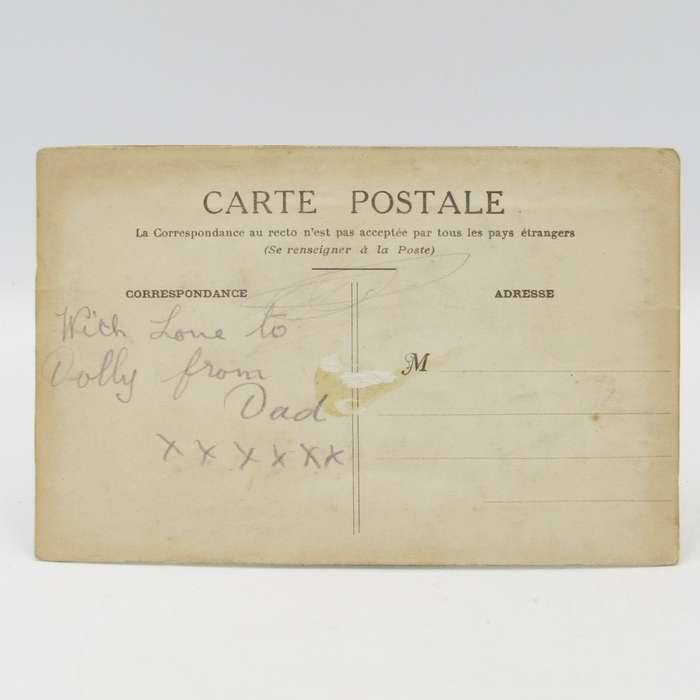 CARTE POSTALE
La Correspondance au recto n'est pas acceptée par tous les pays étrangers
(Se renseigner à la Poste)
CORRESPONDANCE
With Love to
Dolly from
Dad
x x x x x x
ADRESSE
M